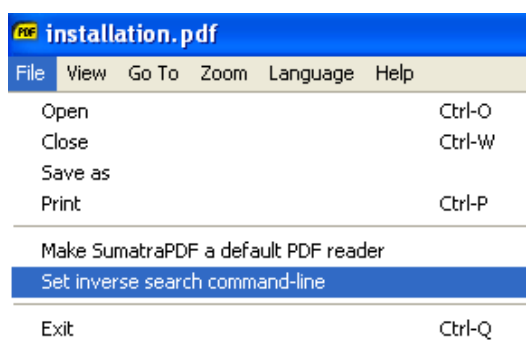 PDF installation.pdf
File View Go To Zoom Language Help
Open Ctrl-O
Close Ctrl-W
Save as
Print Ctrl-P
Make SumatraPDF a default PDF reader
Set inverse search command-line
Exit Ctrl-Q